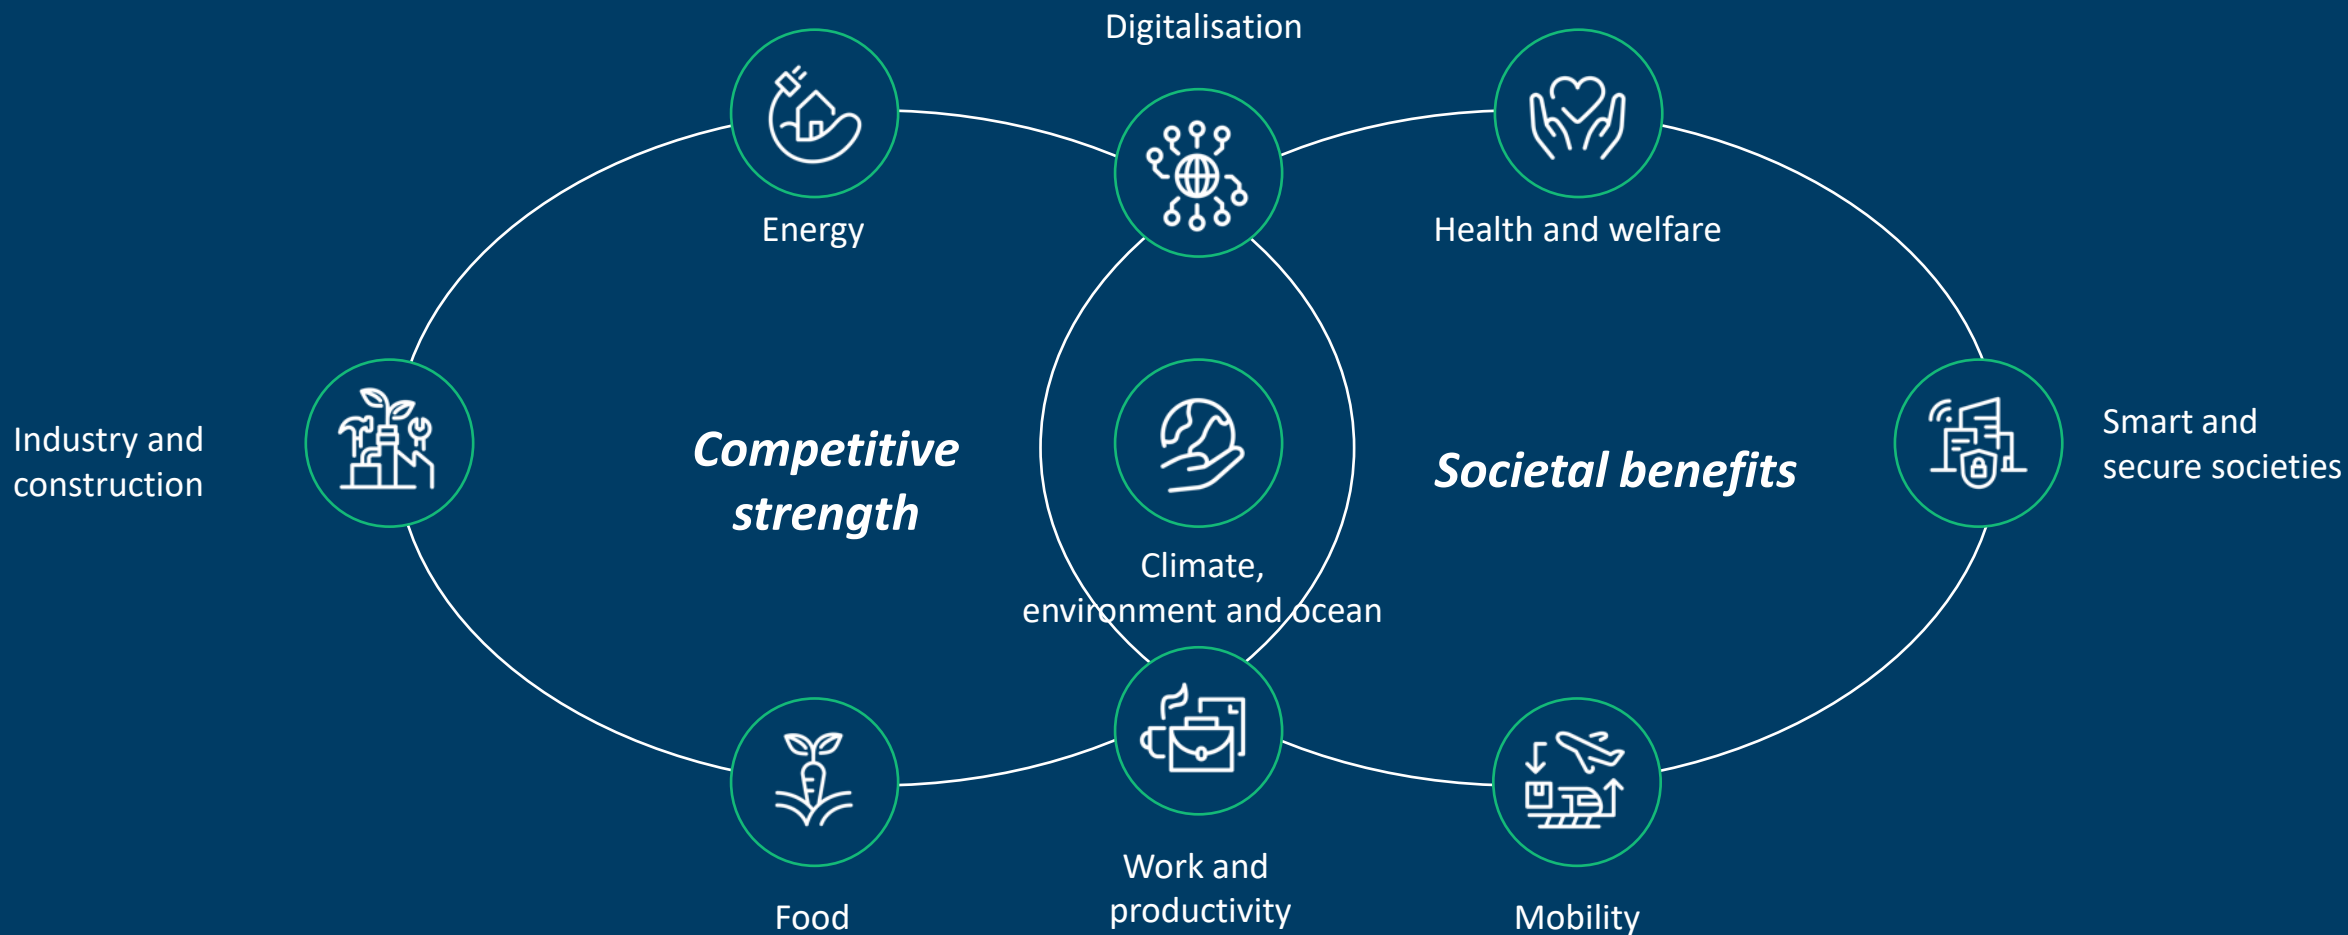 Digitalisation
Energy
Health and welfare
Industry and
construction
Competitive
strength
Societal benefits
Smart and
secure societies
Climate,
environment and ocean
Work and
productivity
Food
Mobility